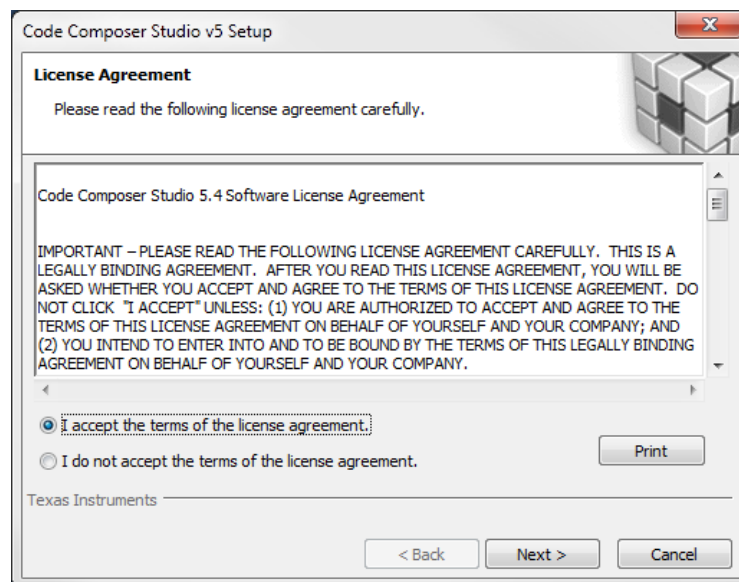 Code Composer Studio v5 Setup
License Agreement
Please read the following license agreement carefully.
Code Composer Studio 5.4 Software License Agreement
IMPORTANT – PLEASE READ THE FOLLOWING LICENSE AGREEMENT CAREFULLY.  THIS IS A
LEGALLY BINDING AGREEMENT.  AFTER YOU READ THIS LICENSE AGREEMENT, YOU WILL BE
ASKED WHETHER YOU ACCEPT AND AGREE TO THE TERMS OF THIS LICENSE AGREEMENT.  DO
NOT CLICK  "I ACCEPT" UNLESS: (1) YOU ARE AUTHORIZED TO ACCEPT AND AGREE TO THE
TERMS OF THIS LICENSE AGREEMENT ON BEHALF OF YOURSELF AND YOUR COMPANY; AND
(2) YOU INTEND TO ENTER INTO AND TO BE BOUND BY THE TERMS OF THIS LEGALLY BINDING
AGREEMENT ON BEHALF OF YOURSELF AND YOUR COMPANY.
I accept the terms of the license agreement.
I do not accept the terms of the license agreement.
Print
Texas Instruments
< Back
Next >
Cancel